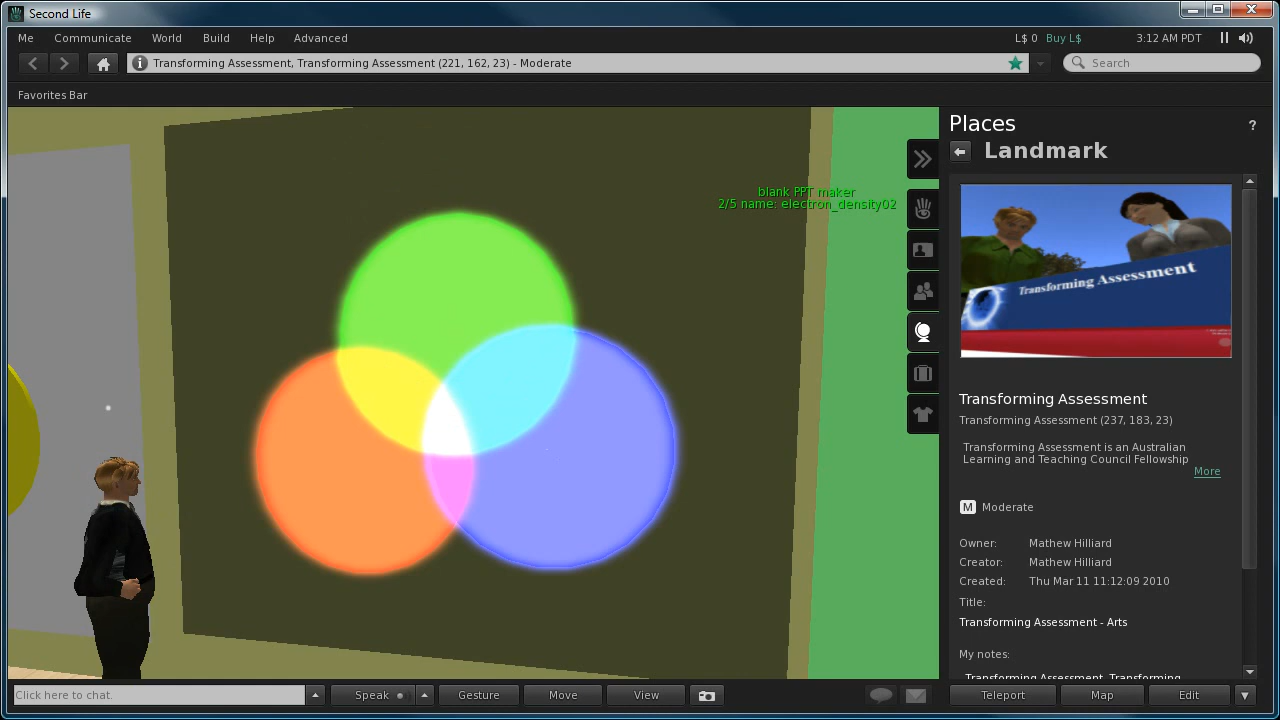 Second Life
Me Communicate World Build Help Advanced L$ 0 Buy L$ 3:12 AM PDT
Transforming Assessment, Transforming Assessment (221, 162, 23) - Moderate
Search
Favorites Bar
blank PPT maker
2/5 name: electron_density02
Places ?
Landmark
Transforming Assessment
Transforming Assessment
Transforming Assessment (237, 183, 23)
Transforming Assessment is an Australian
Learning and Teaching Council Fellowship
More
M Moderate
Owner: Mathew Hilliard
Creator: Mathew Hilliard
Created: Thu Mar 11 11:12:09 2010
Title:
Transforming Assessment - Arts
My notes:
Transforming Assessment, Transforming
Click here to chat. Speak Gesture Move View Teleport Map Edit